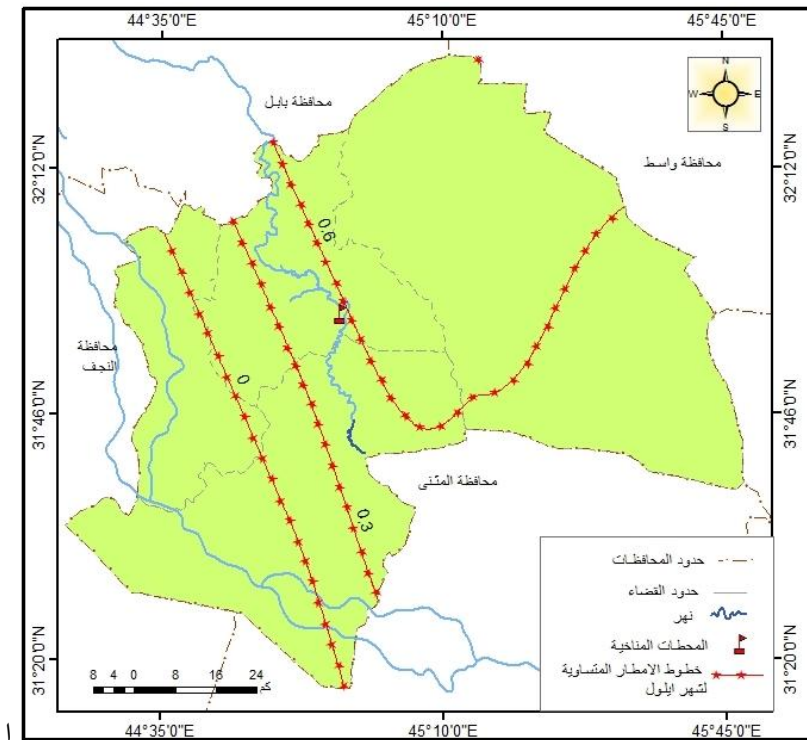 44°35'0"E 45°10'0"E 45°45'0"E
N
W E
S
محافظة بابل
محافظة واسط
32°12'0"N 32°12'0"N
0.6
محافظة
النجف
0
31°46'0"N 31°46'0"N
محافظة المثنى
0.3
حدود المحافظات
حدود القضاء
نهر
المحطات المناخية
خطوط الامطار المتساوية
لشهر ايلول
31°20'0"N 31°20'0"N
8 4 0 8 16 24
كم
44°35'0"E 45°10'0"E 45°45'0"E